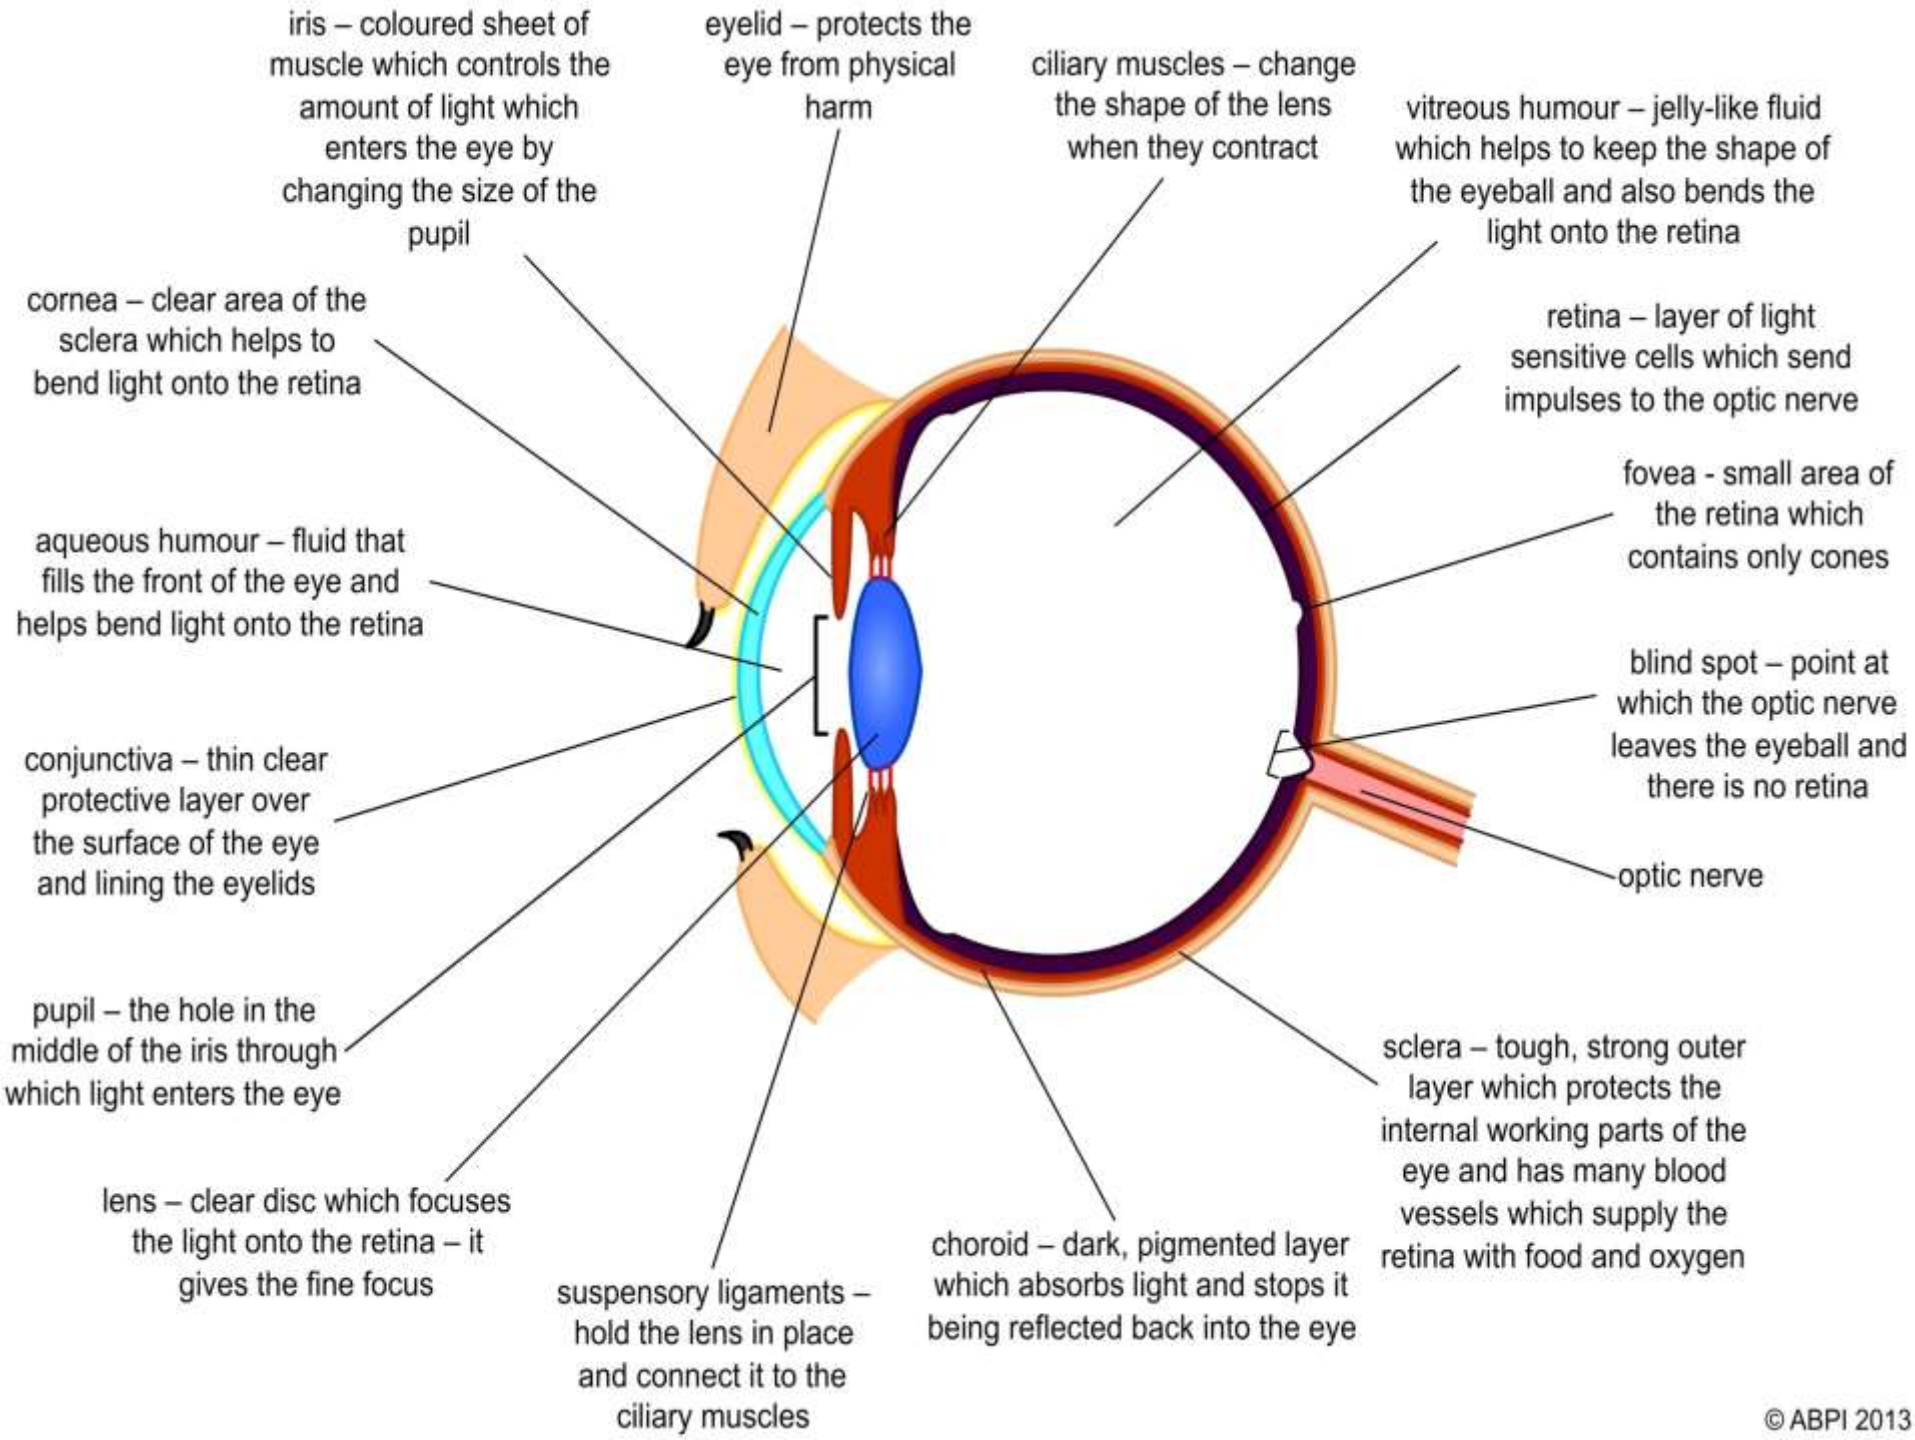 iris – coloured sheet of
muscle which controls the
amount of light which
enters the eye by
changing the size of the
pupil
eyelid – protects the
eye from physical
harm
ciliary muscles – change
the shape of the lens
when they contract
vitreous humour – jelly-like fluid
which helps to keep the shape of
the eyeball and also bends the
light onto the retina
cornea – clear area of the
sclera which helps to
bend light onto the retina
retina – layer of light
sensitive cells which send
impulses to the optic nerve
fovea - small area of
the retina which
contains only cones
aqueous humour – fluid that
fills the front of the eye and
helps bend light onto the retina
blind spot – point at
which the optic nerve
leaves the eyeball and
there is no retina
conjunctiva – thin clear
protective layer over
the surface of the eye
and lining the eyelids
optic nerve
pupil – the hole in the
middle of the iris through
which light enters the eye
sclera – tough, strong outer
layer which protects the
internal working parts of the
eye and has many blood
vessels which supply the
retina with food and oxygen
lens – clear disc which focuses
the light onto the retina – it
gives the fine focus
suspensory ligaments –
hold the lens in place
and connect it to the
ciliary muscles
choroid – dark, pigmented layer
which absorbs light and stops it
being reflected back into the eye
© ABPI 2013